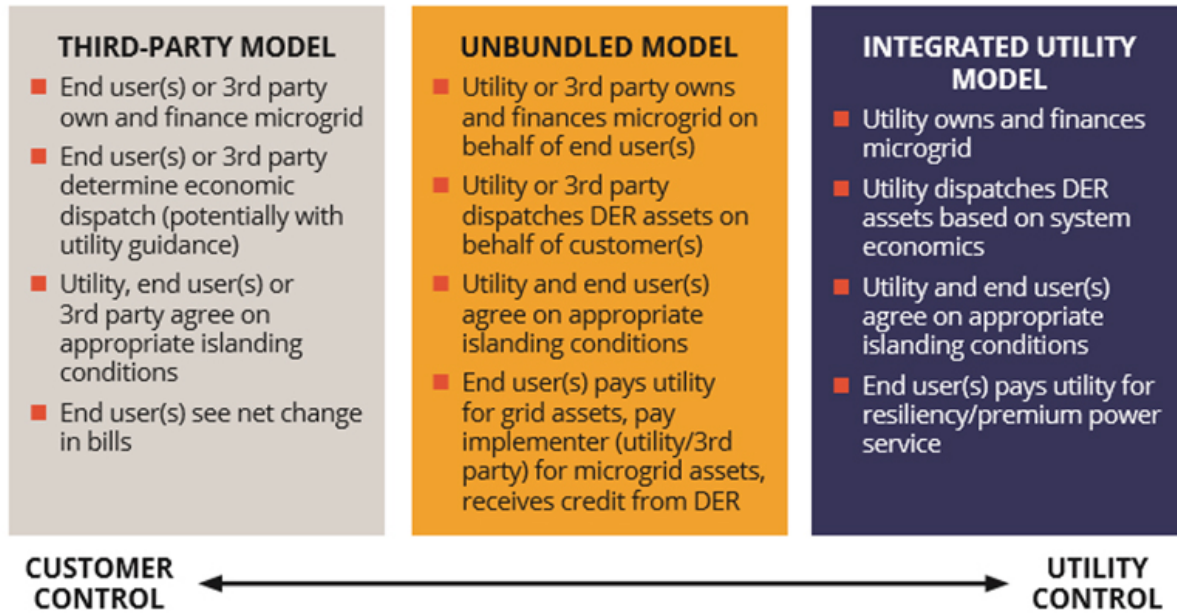 THIRD-PARTY MODEL
End user(s) or 3rd party
own and finance microgrid
End user(s) or 3rd party
determine economic
dispatch (potentially with
utility guidance)
Utility, end user(s) or
3rd party agree on
appropriate islanding
conditions
End user(s) see net change
in bills
UNBUNDLED MODEL
Utility or 3rd party owns
and finances microgrid on
behalf of end user(s)
Utility or 3rd party
dispatches DER assets on
behalf of customer(s)
Utility and end user(s)
agree on appropriate
islanding conditions
End user(s) pays utility
for grid assets, pay
implementer (utility/3rd
party) for microgrid assets,
receives credit from DER
INTEGRATED UTILITY
MODEL
Utility owns and finances
microgrid
Utility dispatches DER
assets based on system
economics
Utility and end user(s)
agree on appropriate
islanding conditions
End user(s) pays utility for
resiliency/premium power
service
CUSTOMER
CONTROL
UTILITY
CONTROL